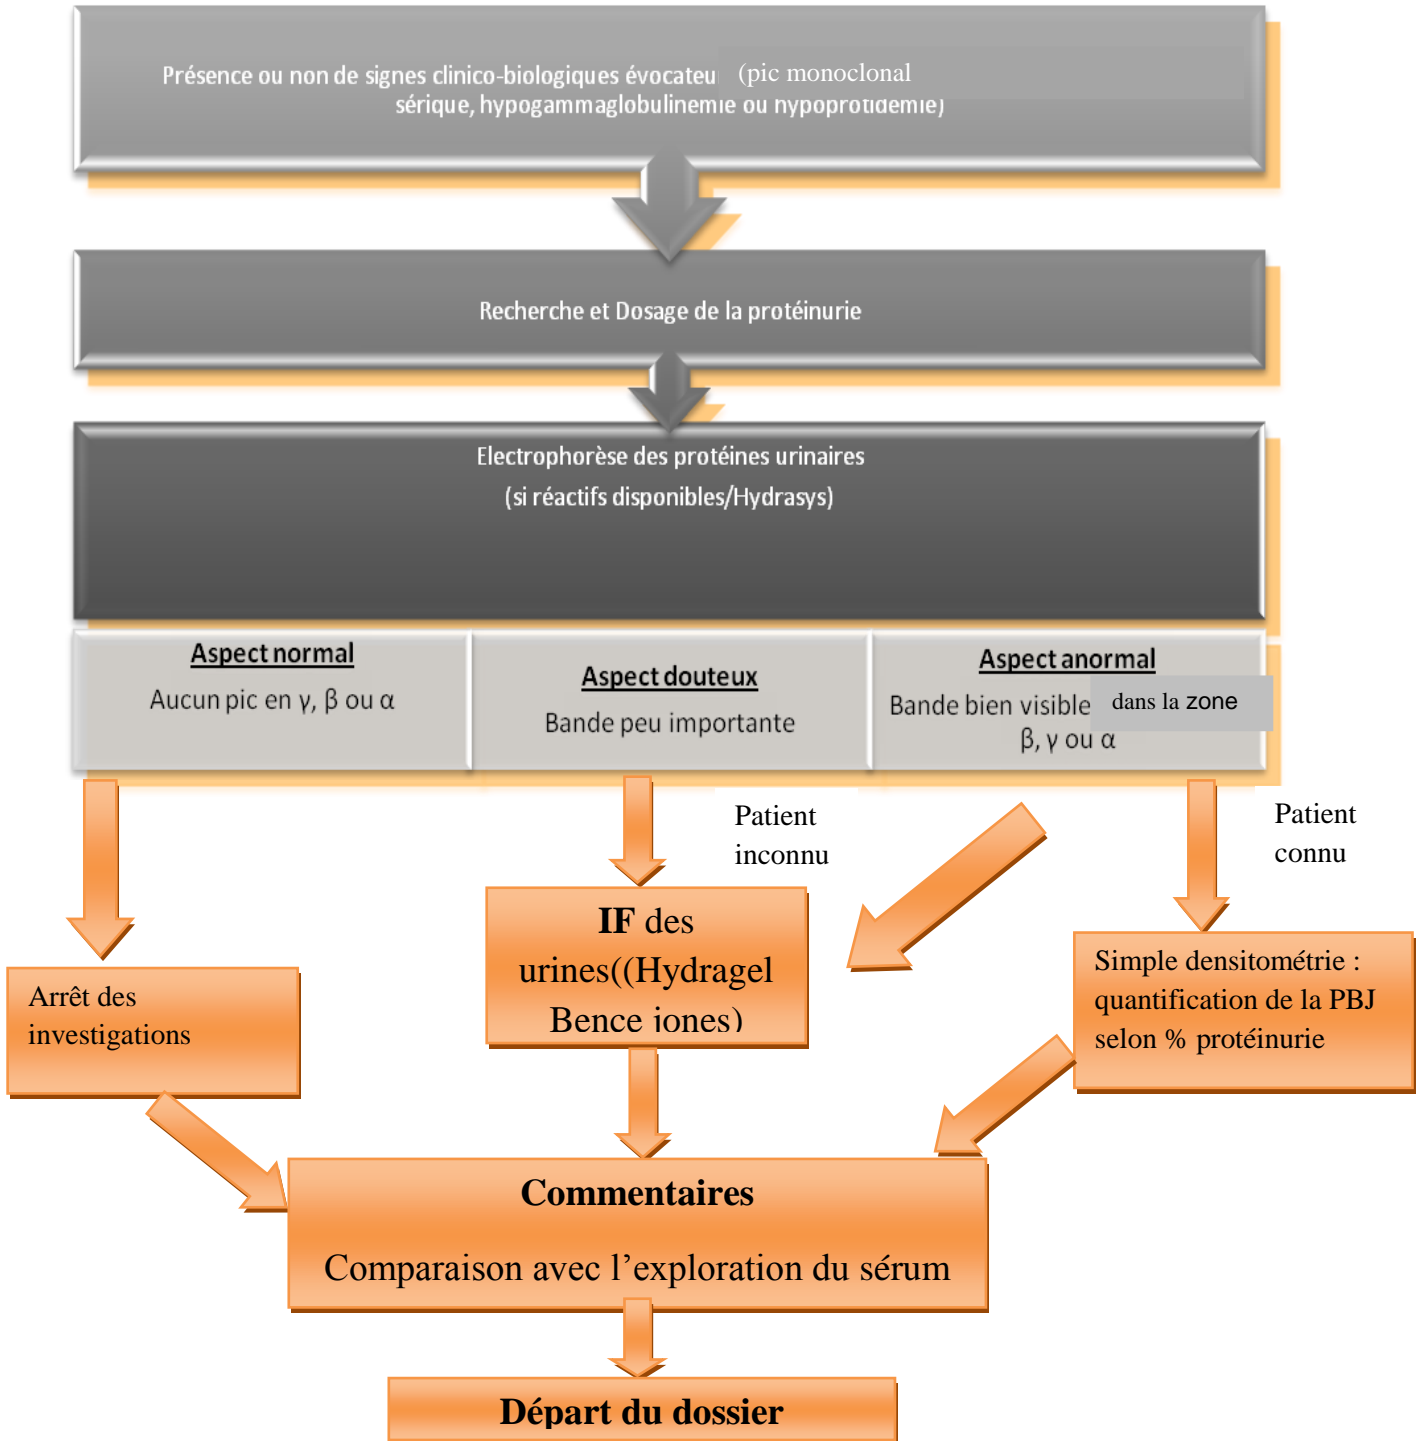 Présence ou non de signes clinico-biologiques évocateu (pic monoclonal
sérique, hypogammaglobulinemie ou hypoprotidemie)
Recherche et Dosage de la protéinurie
Electrophorèse des protéines urinaires
(si réactifs disponibles/Hydrasys)
Aspect normal
Aucun pic en γ, β ou α
Aspect douteux
Bande peu importante
Aspect anormal
Bande bien visible dans la zone
β, γ ou α
Patient
inconnu
Patient
connu
IF des
urines((Hydragel
Bence jones)
Simple densitométrie :
quantification de la PBJ
selon % protéinurie
Arrêt des
investigations
Commentaires
Comparaison avec l’exploration du sérum
Départ du dossier